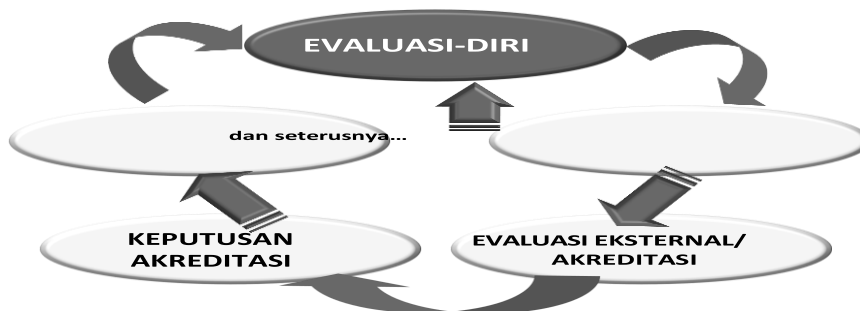 EVALUASI-DIRI
dan seterusnya...
KEPUTUSAN
AKREDITASI
EVALUASI EKSTERNAL/
AKREDITASI